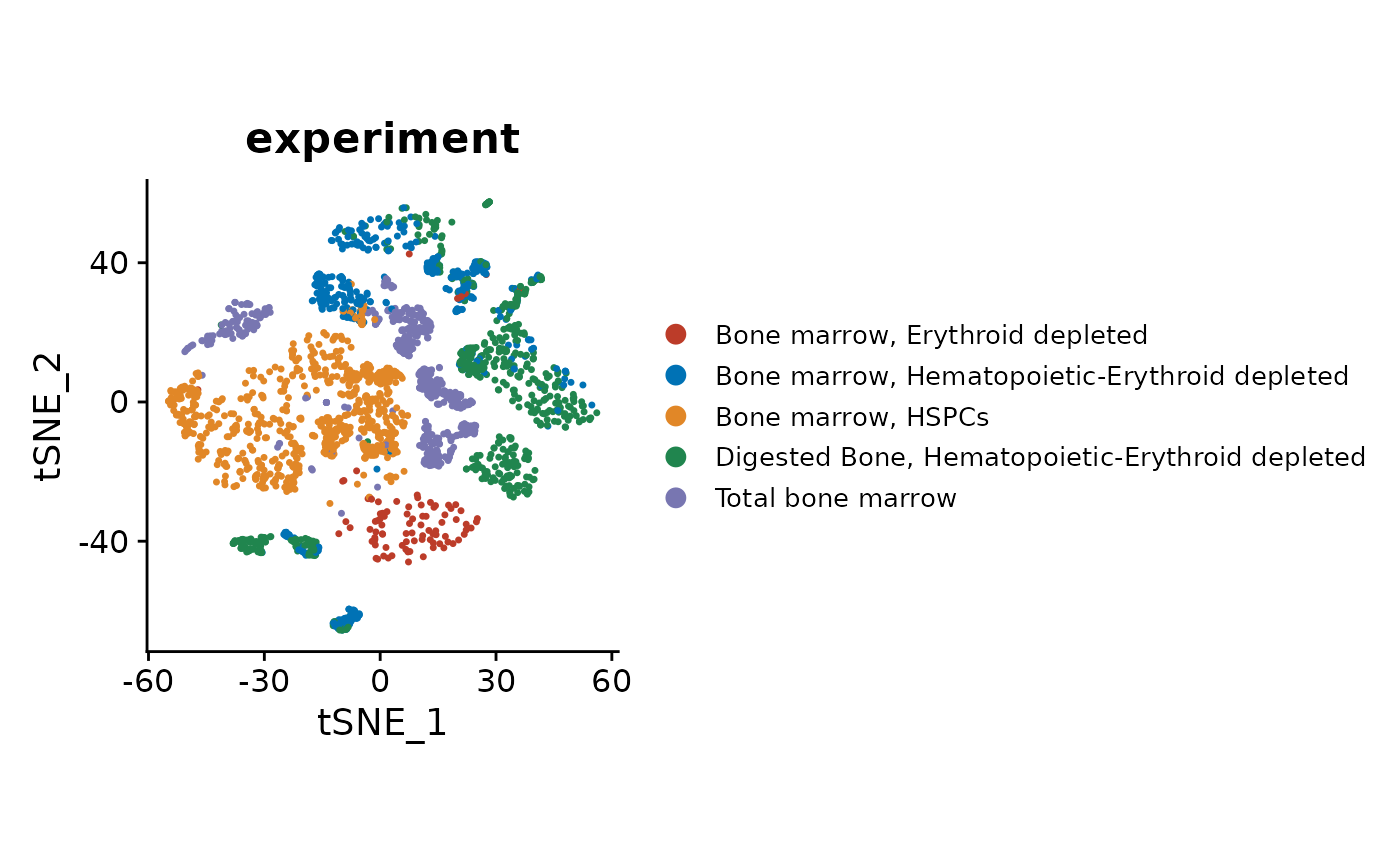 experiment
tSNE_2
40
0
-40
-60
-30
0
30
60
tSNE_1
Bone marrow, Erythroid depleted
Bone marrow, Hematopoietic-Erythroid depleted
Bone marrow, HSPCs
Digested Bone, Hematopoietic-Erythroid depleted
Total bone marrow